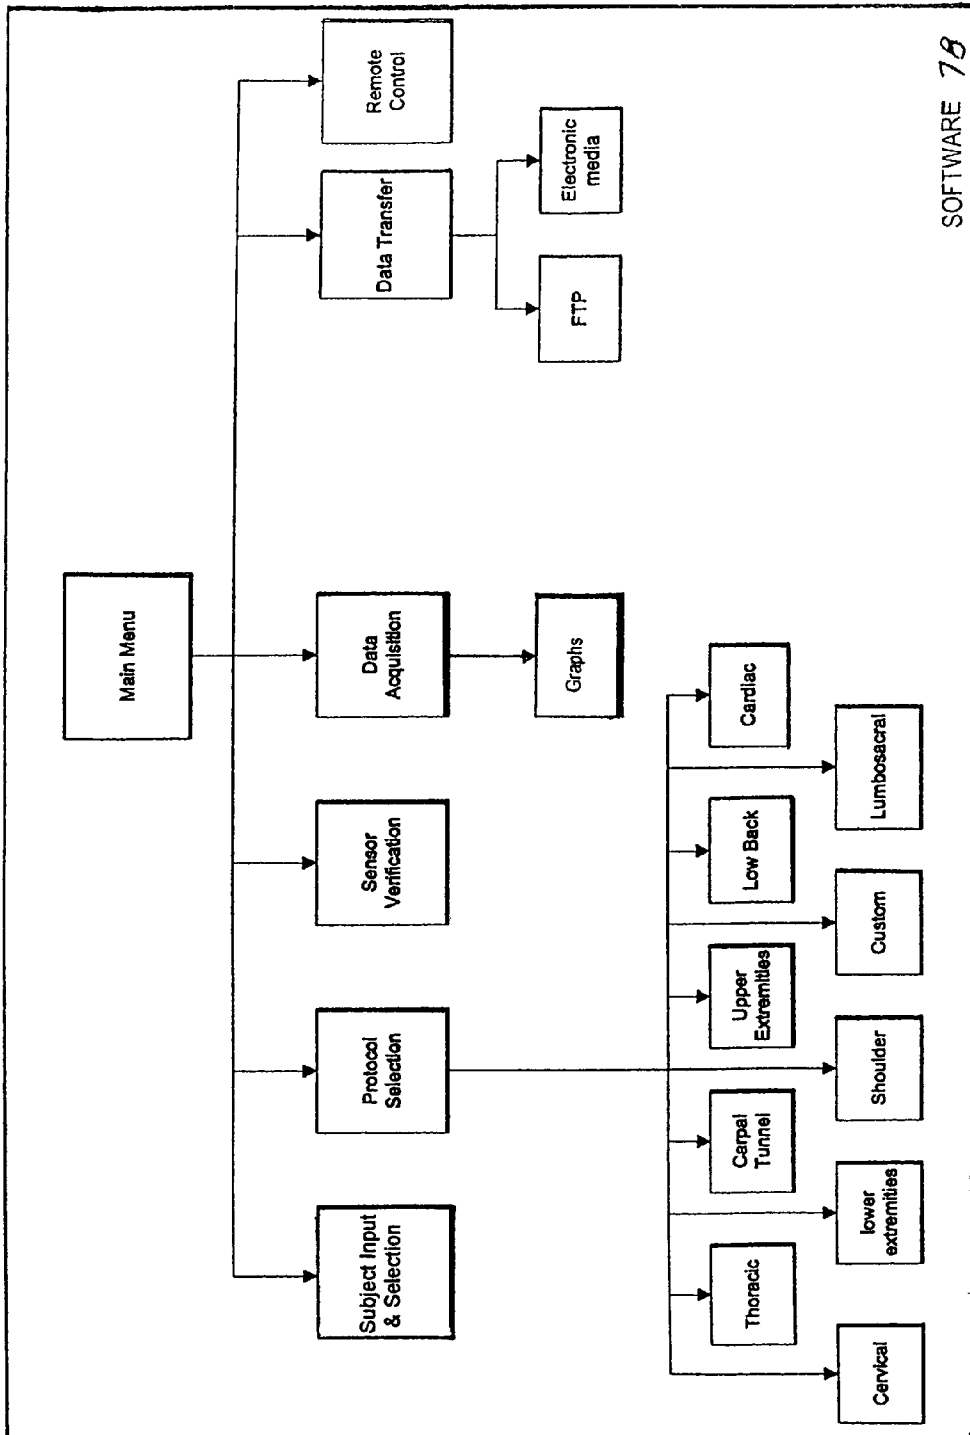 Main Menu
Subject Input
& Selection
Protocol
Selection
Sensor
Verification
Data
Acquisition
Data Transfer
Remote
Control
Graphs
FTP
Electronic
media
Thoracic
Carpal
Tunnel
Upper
Extremities
Low Back
Cardiac
Cervical
lower
extremities
Shoulder
Custom
Lumbosacral
SOFTWARE 78